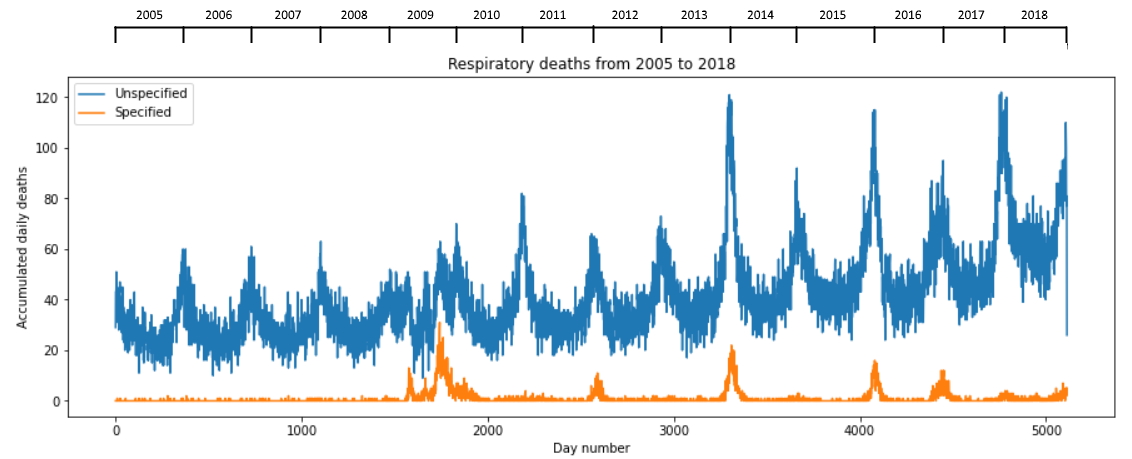 2005 2006 2007 2008 2009 2010 2011 2012 2013 2014 2015 2016 2017 2018
Respiratory deaths from 2005 to 2018
Unspecified
Specified
Accumulated daily deaths
120
100
80
60
40
20
0
0 1000 2000 3000 4000 5000
Day number